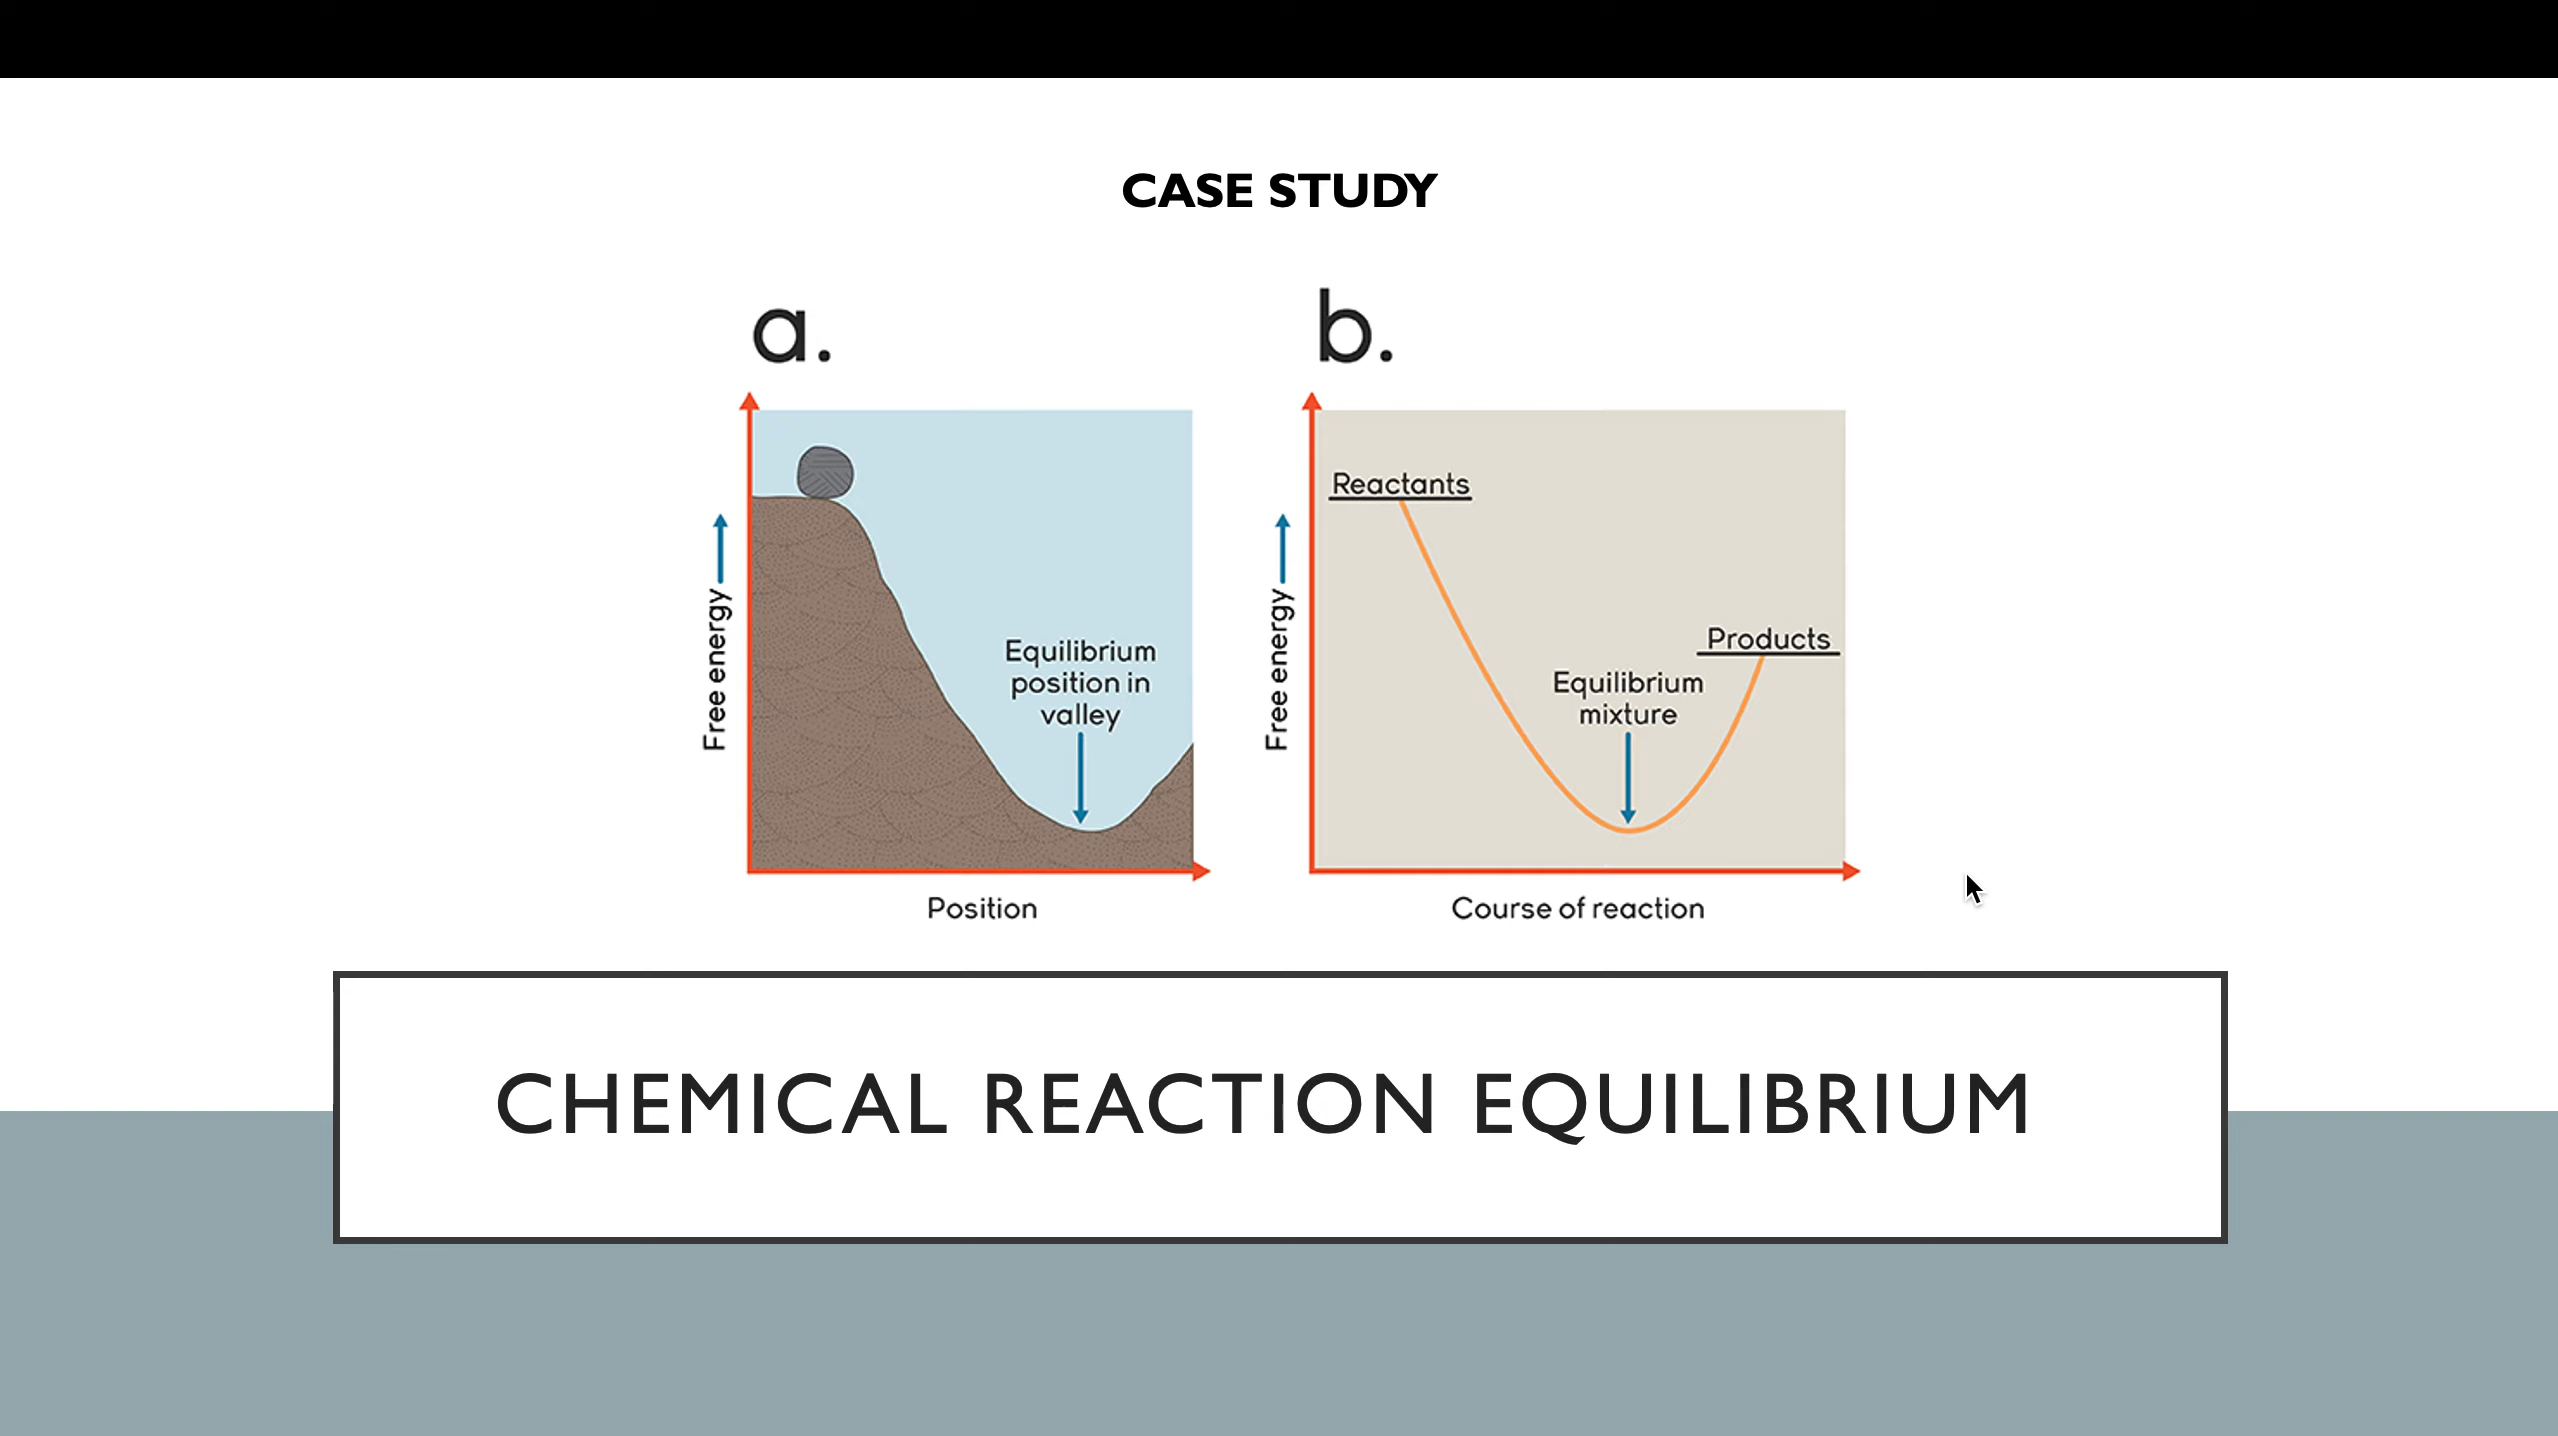 CASE STUDY
a.
Free energy
Equilibrium
position in
valley
Position
b.
Free energy
Reactants
Products
Equilibrium
mixture
Course of reaction
CHEMICAL REACTION EQUILIBRIUM